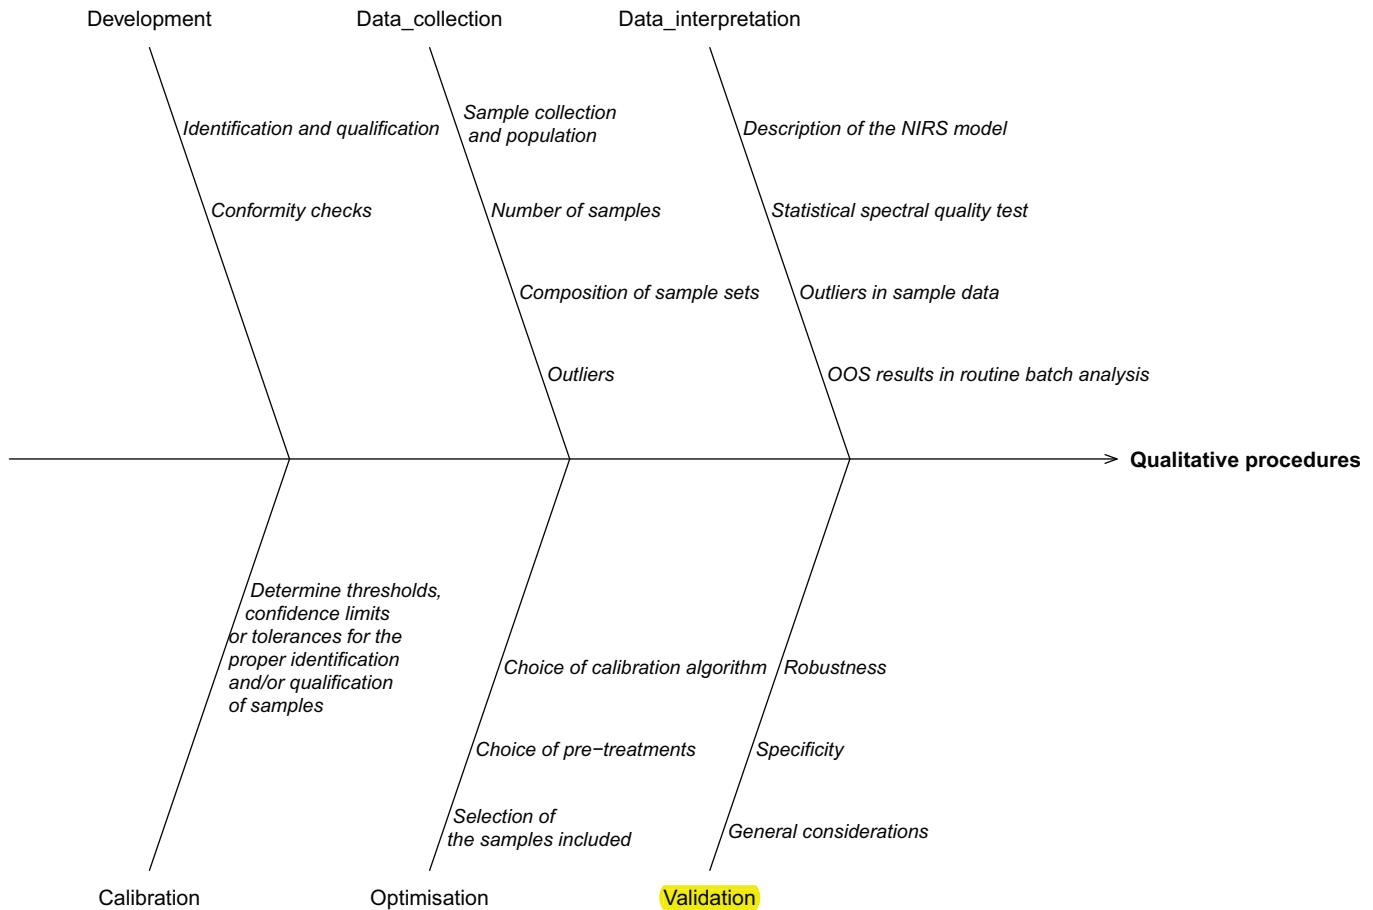 Development
Data_collection
Data_interpretation
Identification and qualification
Conformity checks
Sample collection
and population
Number of samples
Composition of sample sets
Outliers
Description of the NIRS model
Statistical spectral quality test
Outliers in sample data
OOS results in routine batch analysis
Qualitative procedures
Determine thresholds,
confidence limits
or tolerances for the
proper identification
and/or qualification
of samples
Choice of calibration algorithm
Choice of pre−treatments
Selection of
the samples included
Robustness
Specificity
General considerations
Calibration
Optimisation
Validation